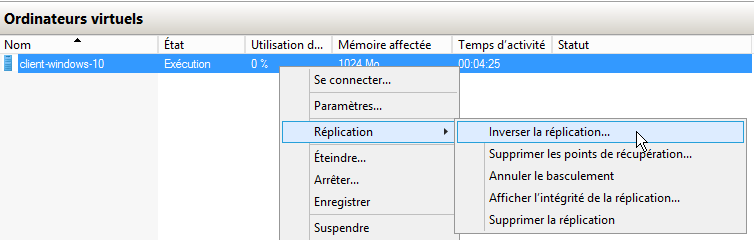 Ordinateurs virtuels
Nom État Utilisation d... Mémoire affectée Temps d'activité Statut
client-windows-10 Exécution 0 % 1024 Mo 00:04:25
Se connecter...
Paramètres...
Réplication
Inverser la réplication...
Supprimer les points de récupération...
Annuler le basculement
Afficher l'intégrité de la réplication...
Supprimer la réplication
Éteindre...
Arrêter...
Enregistrer
Suspendre